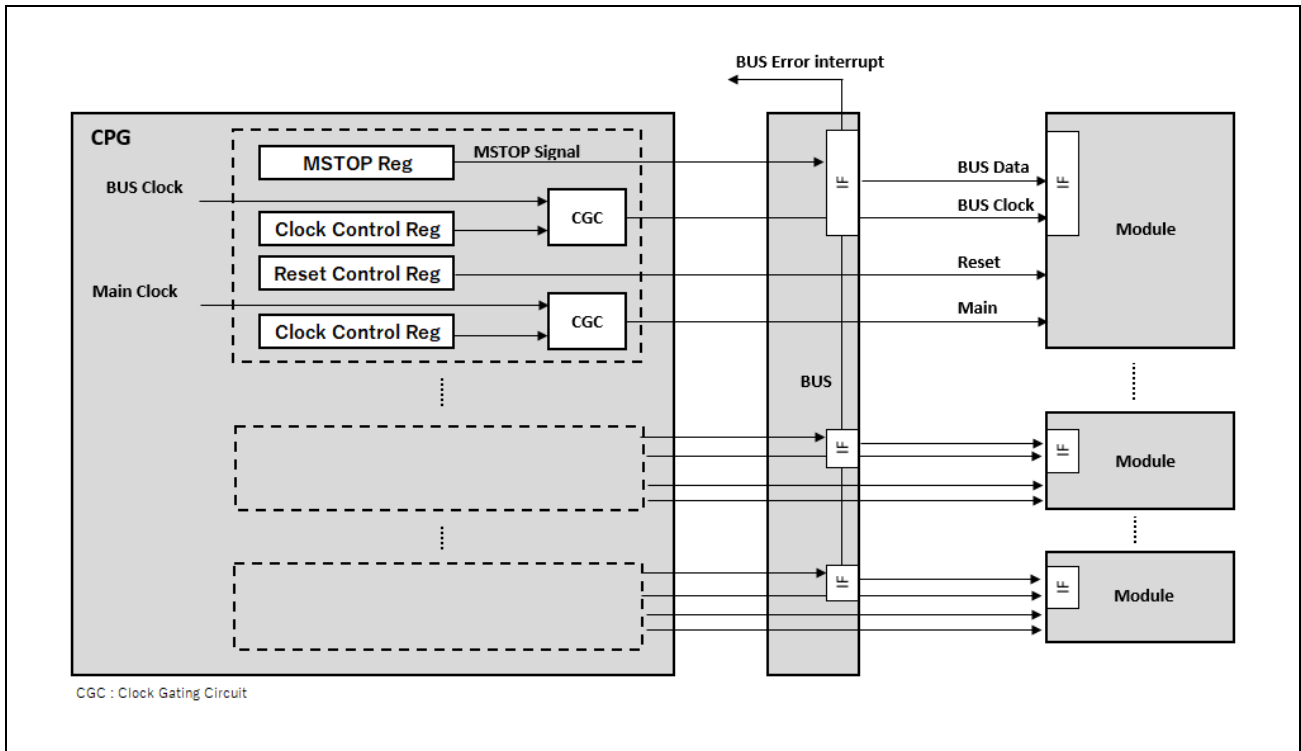 BUS Error interrupt
CPG
MSTOP Reg
MSTOP Signal
BUS Clock
CGC
Clock Control Reg
Reset Control Reg
Main Clock
CGC
Clock Control Reg
IF
BUS Data
BUS Clock
IF
Module
Reset
Main
BUS
IF
IF
Module
IF
IF
Module
CGC : Clock Gating Circuit